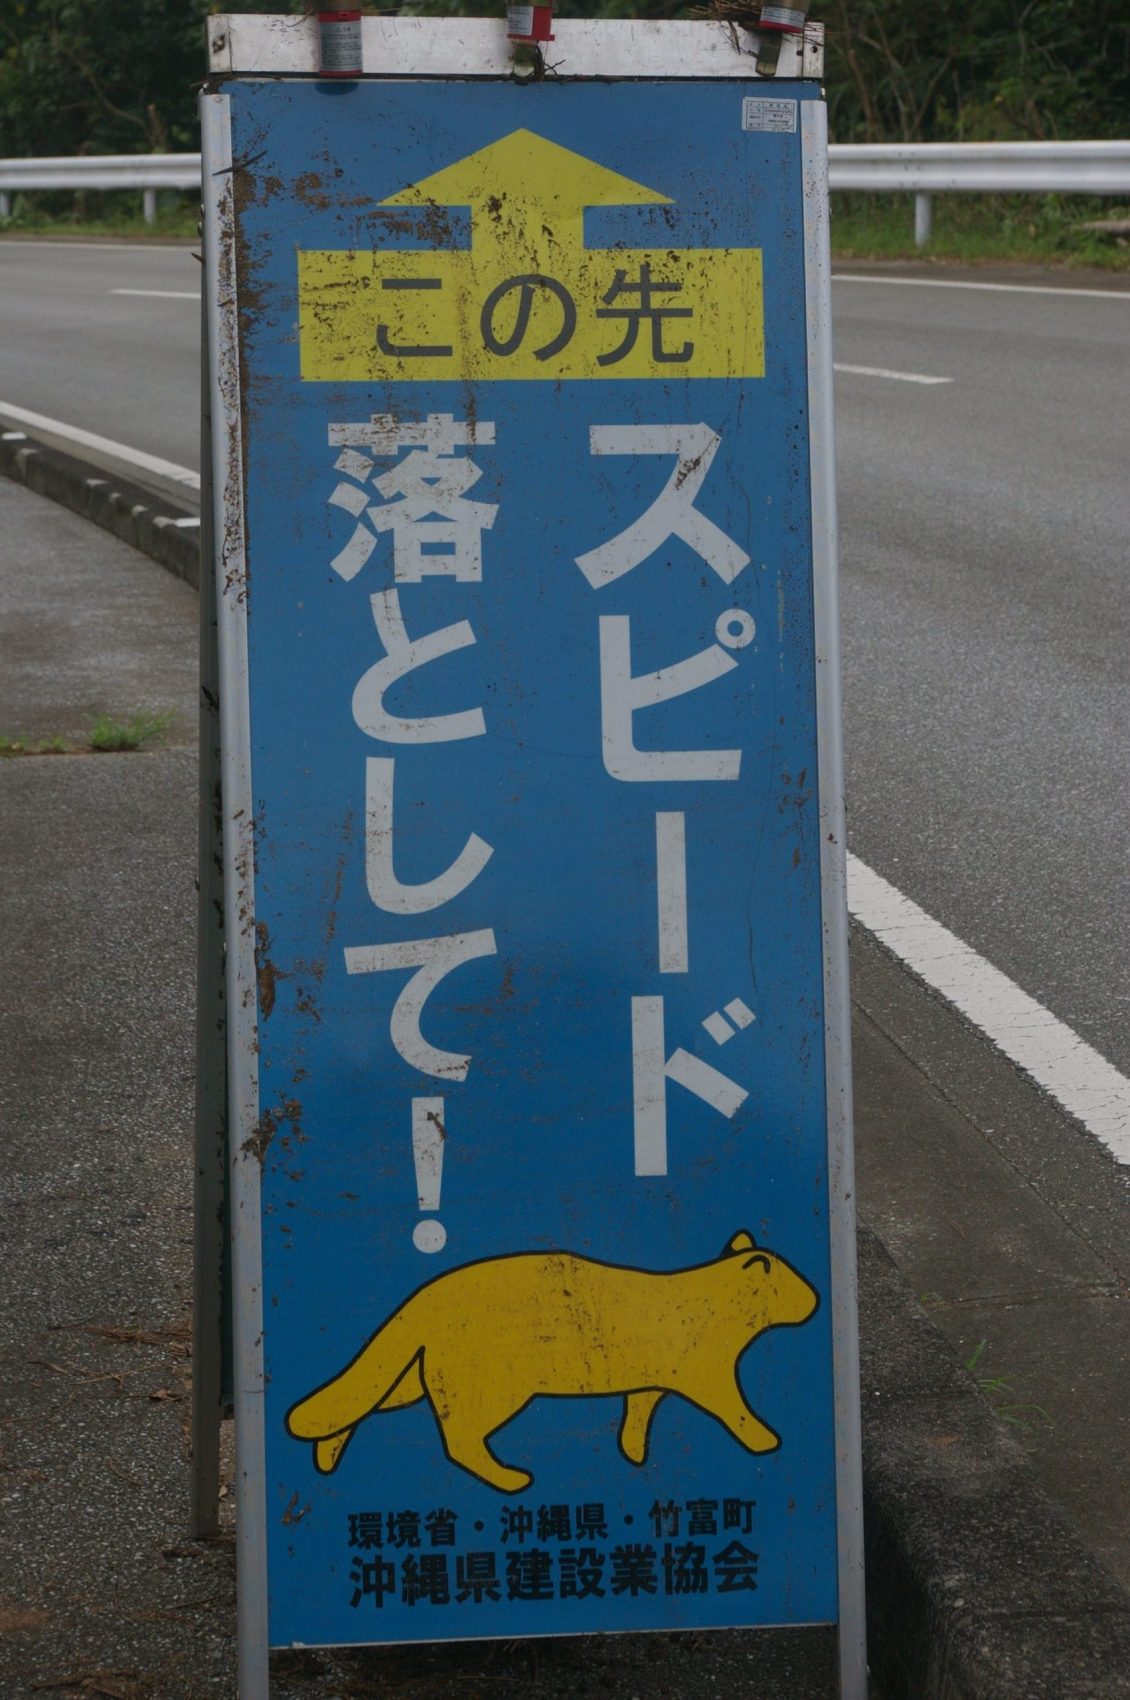 この先
スピード
落として!
環境省・沖縄県・竹富町
沖縄県建設業協会